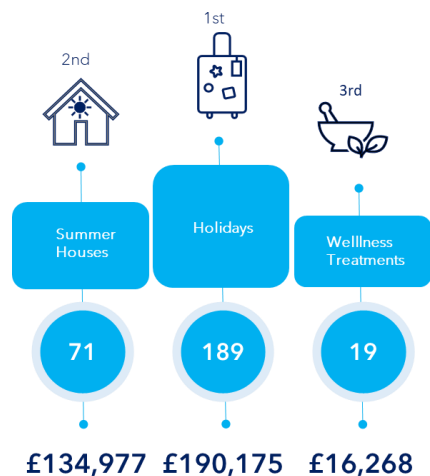 1st
2nd
3rd
Summer
Houses
Holidays
Welllness
Treatments
71
189
19
£134,977
£190,175
£16,268